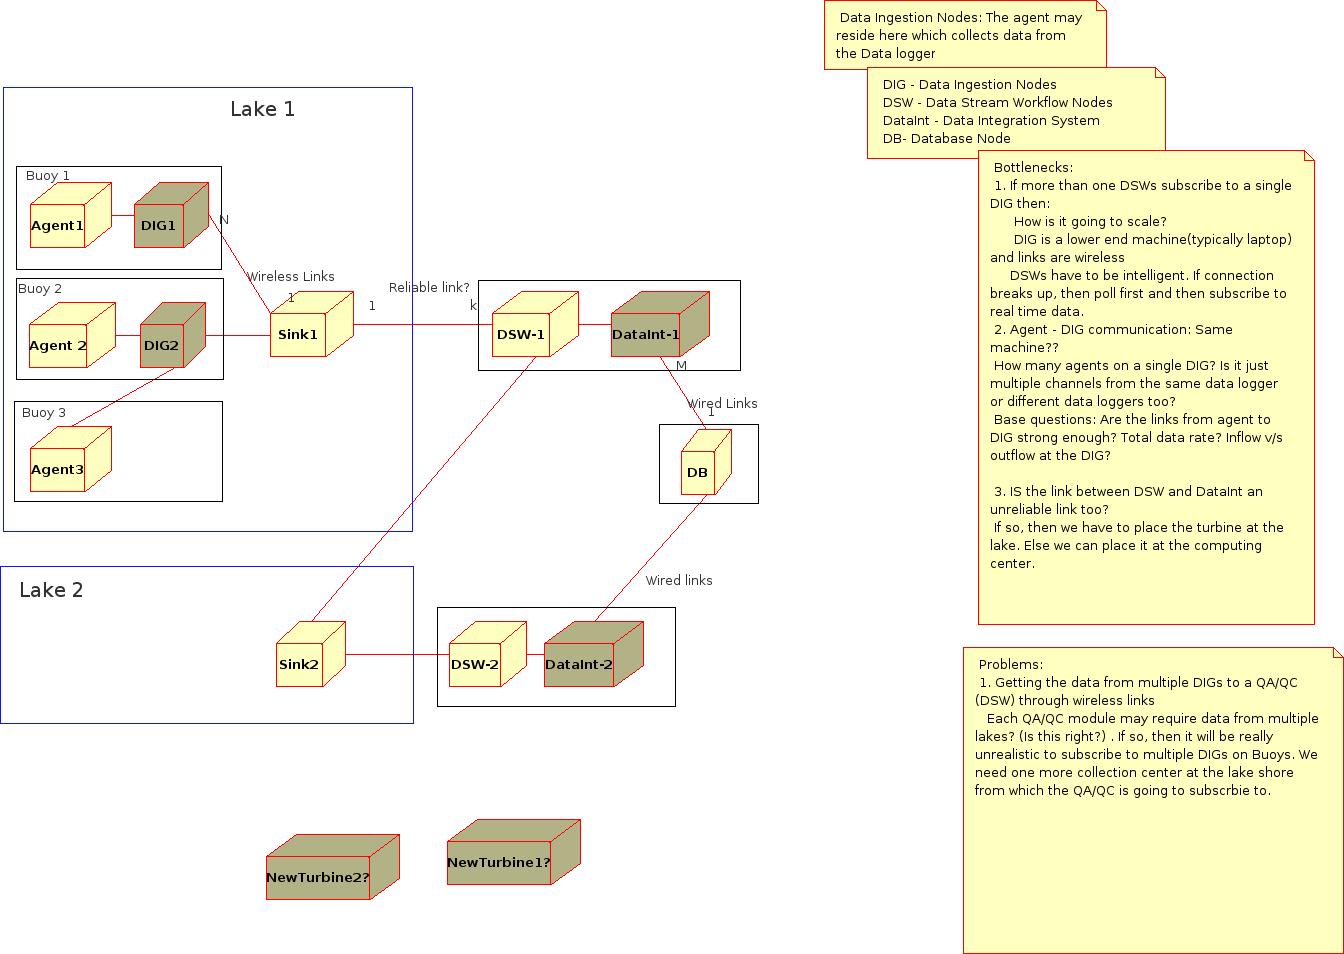 Data Ingestion Nodes: The agent may
reside here which collects data from
the Data logger
DIG - Data Ingestion Nodes
DSW - Data Stream Workflow Nodes
DataInt - Data Integration System
DB- Database Node
Lake 1
Buoy 1
Agent1
DIG1
N
Wireless Links
1
Buoy 2
Agent 2
DIG2
Sink1
1
Reliable link?
k
DSW-1
DataInt-1
M
Wired Links
1
DB
Buoy 3
Agent3
Wired links
Lake 2
Sink2
DSW-2
DataInt-2
NewTurbine2?
NewTurbine1?
Bottlenecks:
1. If more than one DSWs subscribe to a single
DIG then:
How is it going to scale?
DIG is a lower end machine(typically laptop)
and links are wireless
DSWs have to be intelligent. If connection
breaks up, then poll first and then subscribe to
real time data.
2. Agent - DIG communication: Same
machine??
How many agents on a single DIG? Is it just
multiple channels from the same data logger
or different data loggers too?
Base questions: Are the links from agent to
DIG strong enough? Total data rate? Inflow v/s
outflow at the DIG?
3. IS the link between DSW and DataInt an
unreliable link too?
If so, then we have to place the turbine at the
lake. Else we can place it at the computing
center.
Problems:
1. Getting the data from multiple DIGs to a QA/QC
(DSW) through wireless links
Each QA/QC module may require data from multiple
lakes? (Is this right?) . If so, then it will be really
unrealistic to subscribe to multiple DIGs on Buoys. We
need one more collection center at the lake shore
from which the QA/QC is going to subscrbie to.